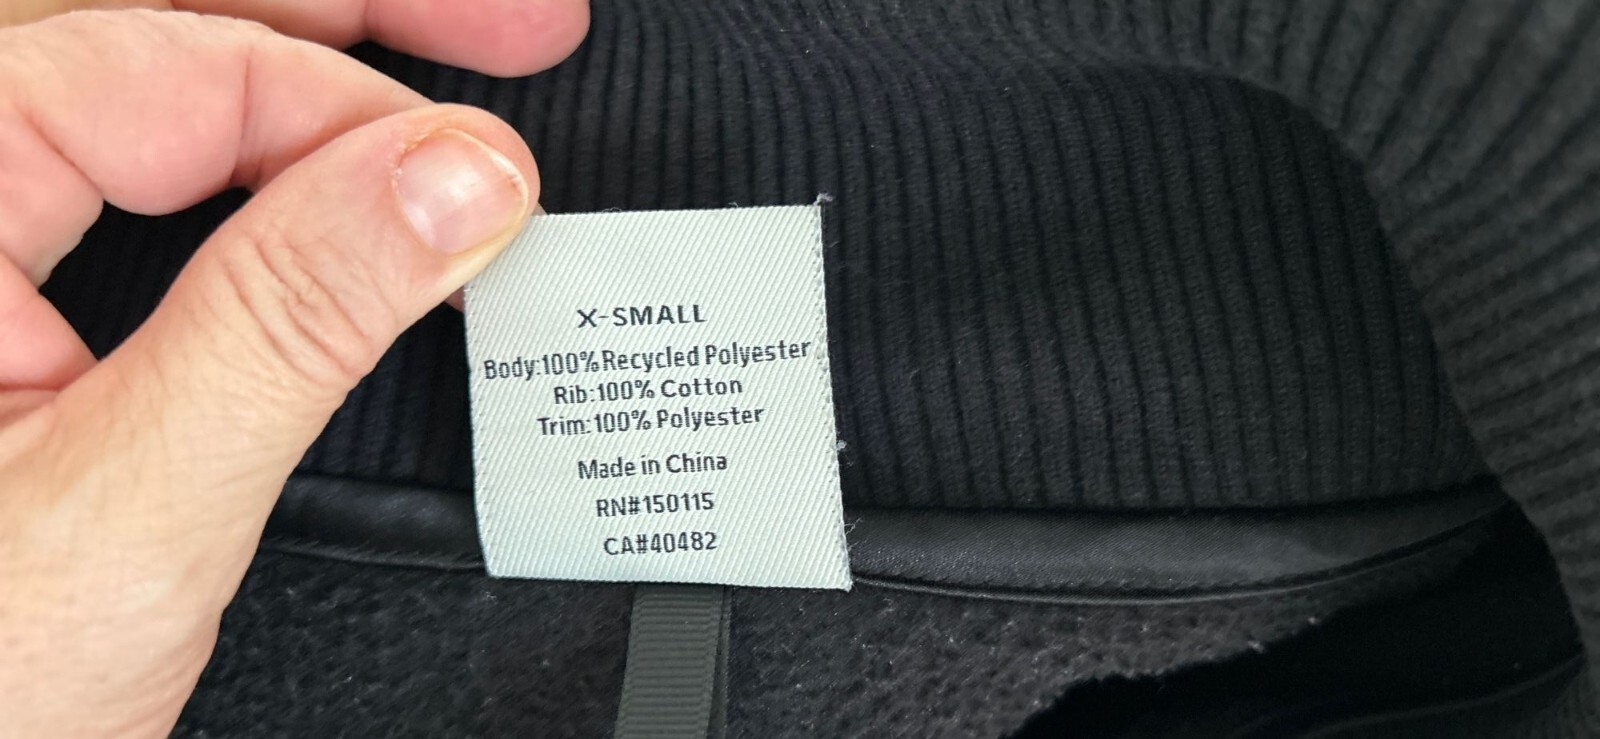 X-SMALL
Body:100% Recycled Polyester
Rib:100% Cotton
Trim:100% Polyester
Made in China
RN#150115
CA#40482